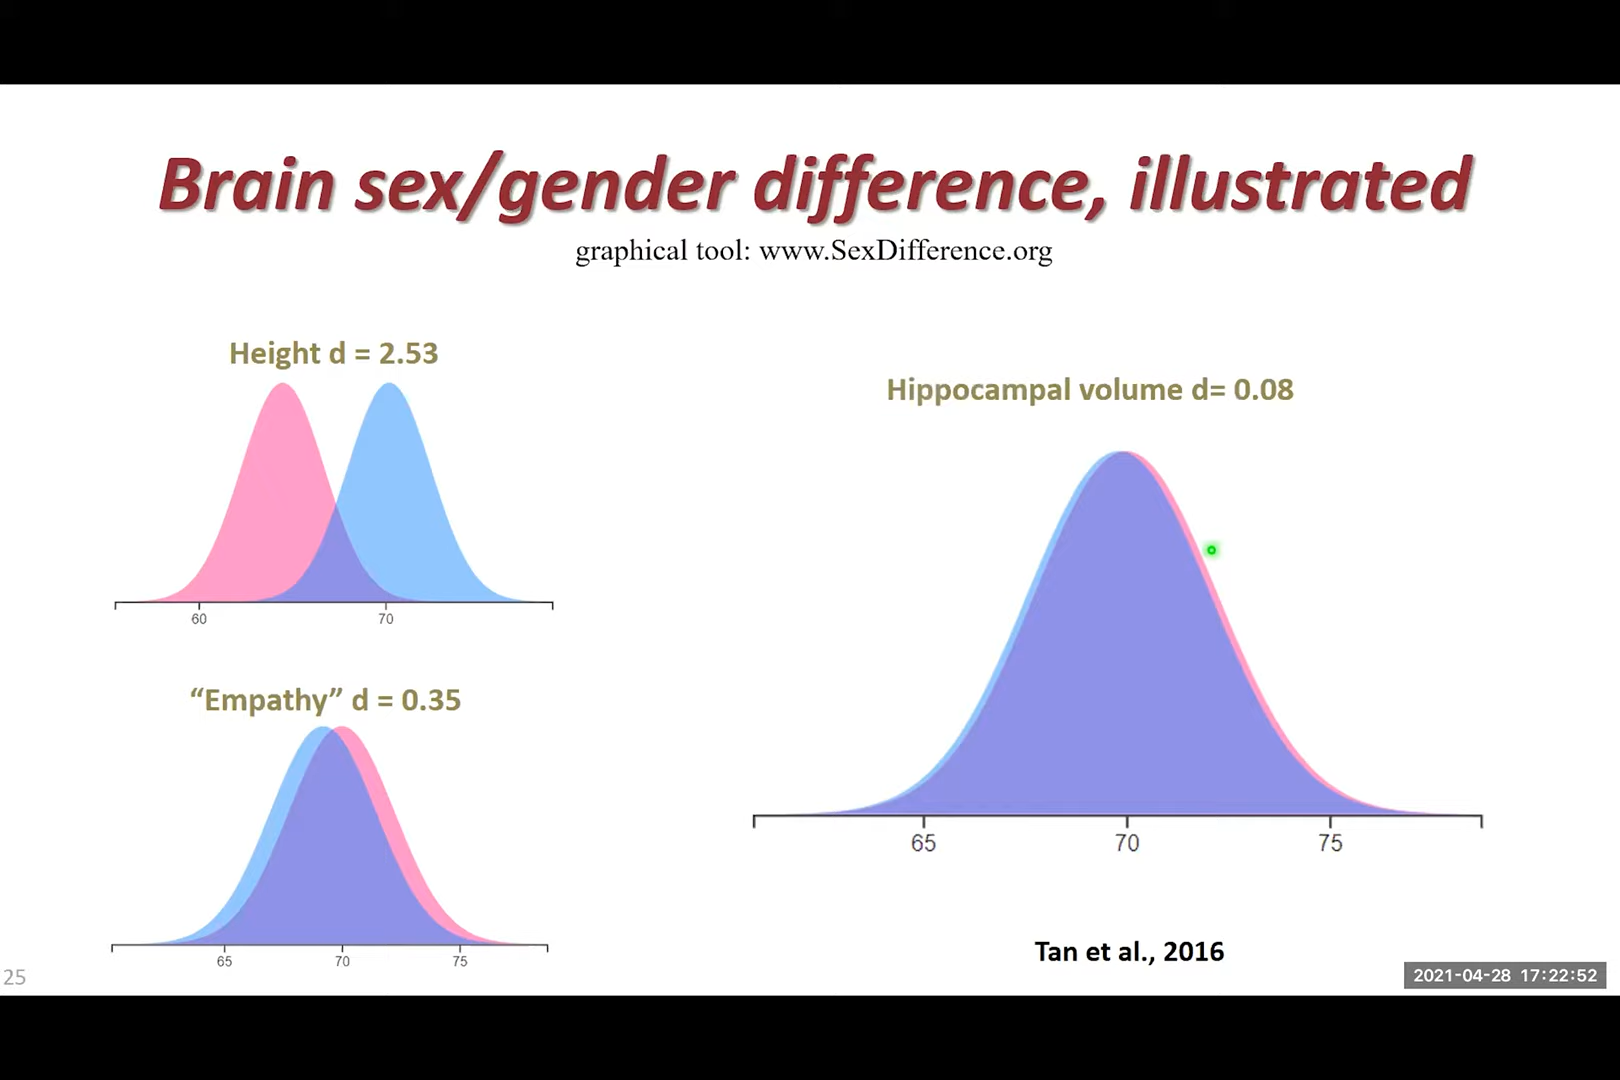 Brain sex/gender difference, illustrated
graphical tool: www.SexDifference.org
Height d = 2.53
60 70
“Empathy” d = 0.35
65 70 75
Hippocampal volume d= 0.08
65 70 75
Tan et al., 2016
25
2021-04-28 17:22:52